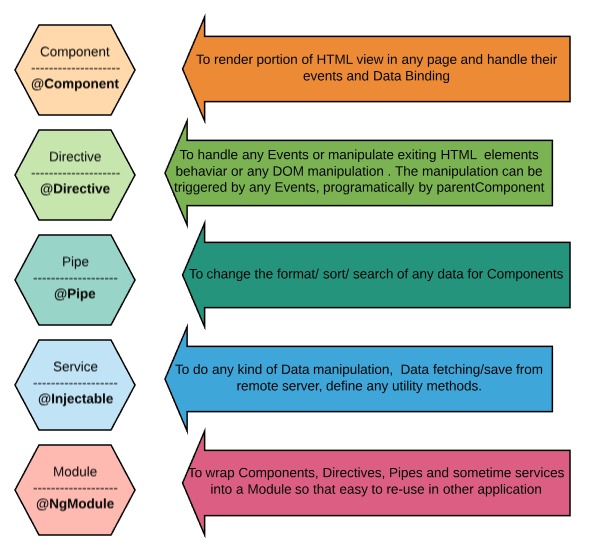 Component
--------------------
@Component
To render portion of HTML view in any page and handle their
events and Data Binding
Directive
--------------------
@Directive
To handle any Events or manipulate exiting HTML elements
behaviar or any DOM manipulation . The manipulation can be
triggered by any Events, programatically by parentComponent
Pipe
--------------------
@Pipe
To change the format/ sort/ search of any data for Components
Service
--------------------
@Injectable
To do any kind of Data manipulation, Data fetching/save from
remote server, define any utility methods.
Module
--------------------
@NgModule
To wrap Components, Directives, Pipes and sometime services
into a Module so that easy to re-use in other application